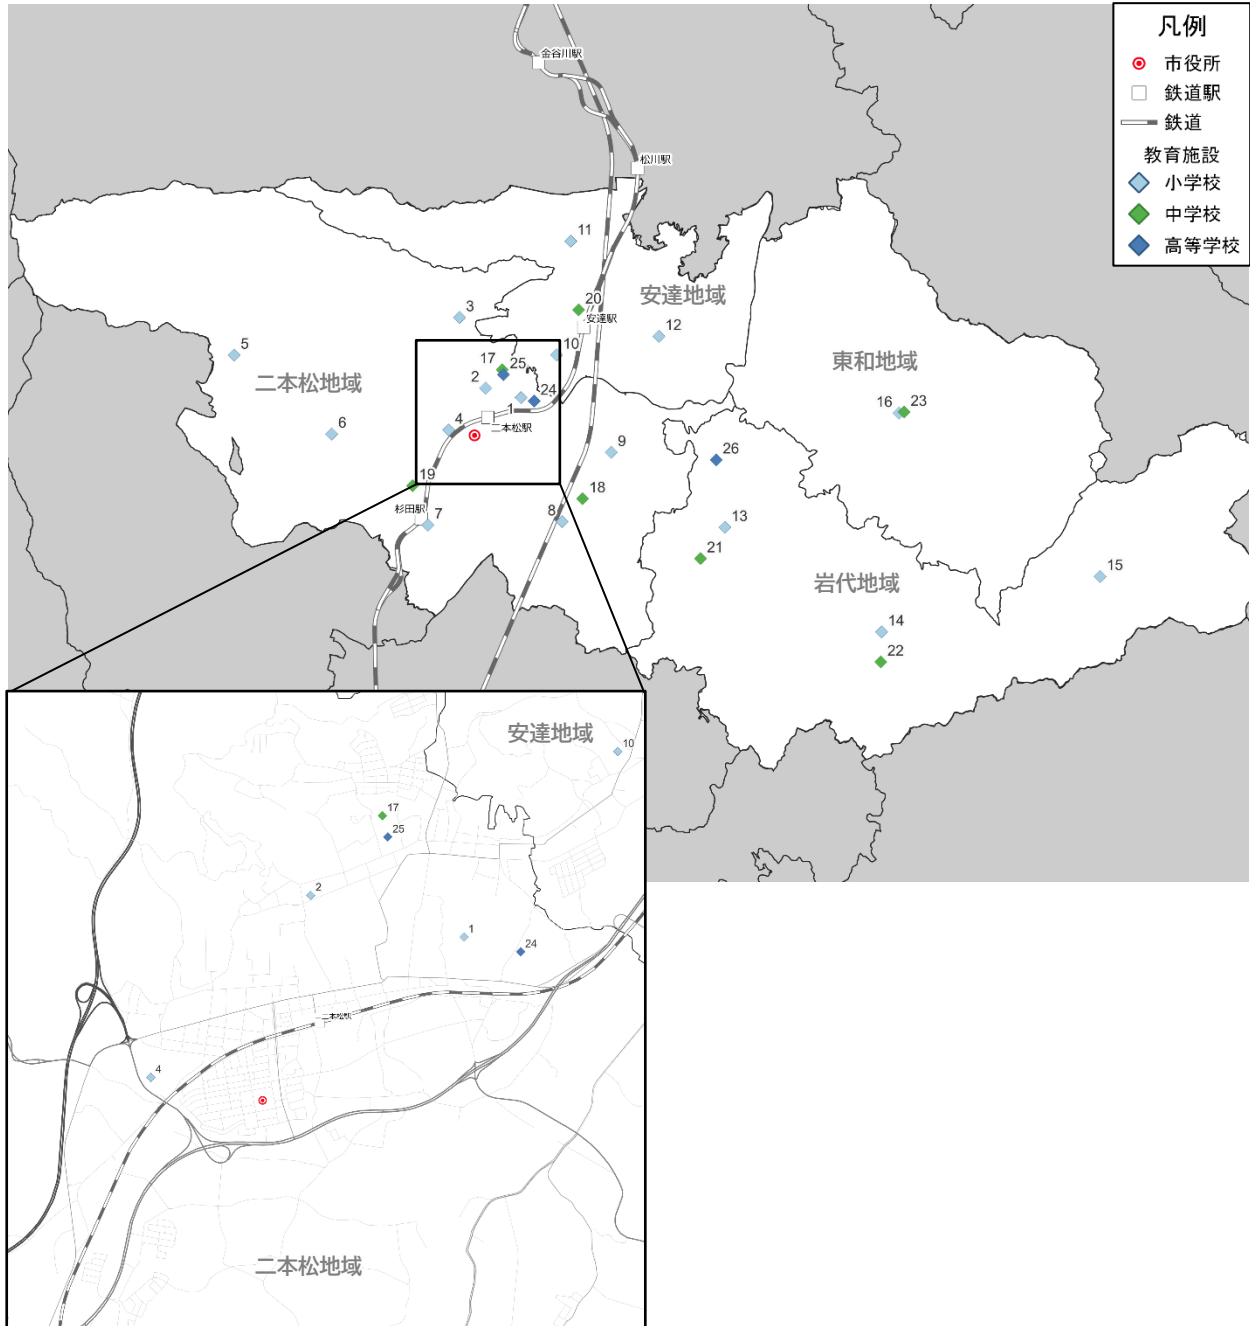 凡例
市役所
鉄道駅
鉄道
教育施設
小学校
中学校
高等学校
金谷川駅
松川駅
11
安達地域
20
安達駅
3
12
5
10
二本松地域
17
25
2
24
1
二本松駅
4
6
東和地域
16
23
9
26
19
18
杉田駅
7
8
13
21
岩代地域
15
14
22
安達地域
10
17
25
2
1
24
二本松駅
4
二本松地域